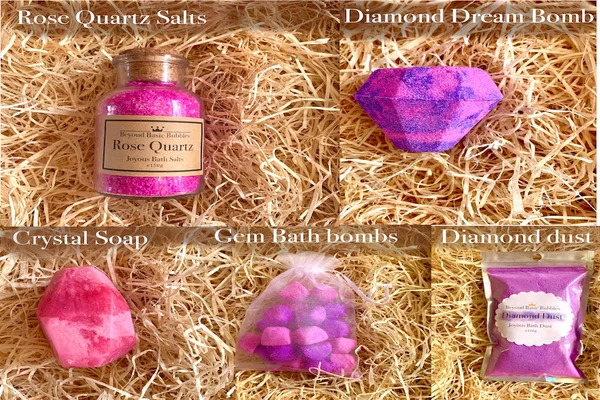 Rose Quartz Salts
Diamond Dream Bomb
Beyond Basic Bubbles
Rose Quartz
Joyous Bath Salts
e150g
Crystal Soap
Gem Bath bombs
Diamond dust
Beyond Basic Bubbles
Diamond Dust
Joyous Bath Dust